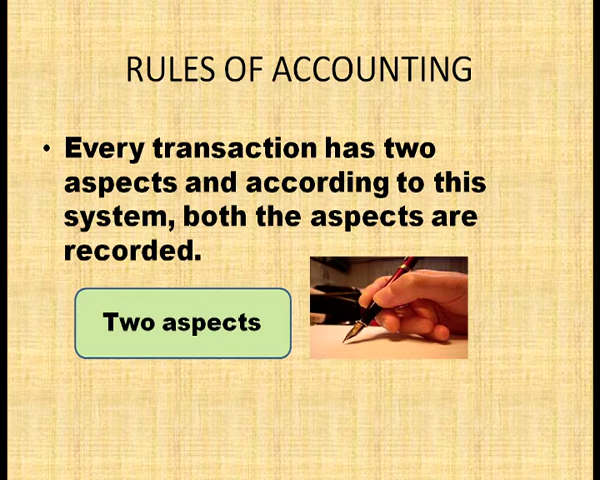 RULES OF ACCOUNTING
• Every transaction has two
aspects and according to this
system, both the aspects are
recorded.
Two aspects